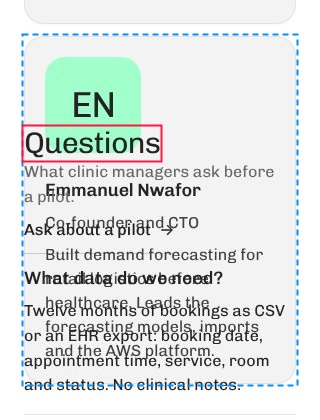 EN
Questions
What clinic managers ask before
a pilot.
Emmanuel Nwafor
Co-founder and CTO
Ask about a pilot →
Built demand forecasting for
What data do we need?
healthcare. Leads the
Twelve months of bookings as CSV
forecasting models, imports
or an EHR export: booking date,
and the AWS platform.
appointment time, service, room
and status. No clinical notes.